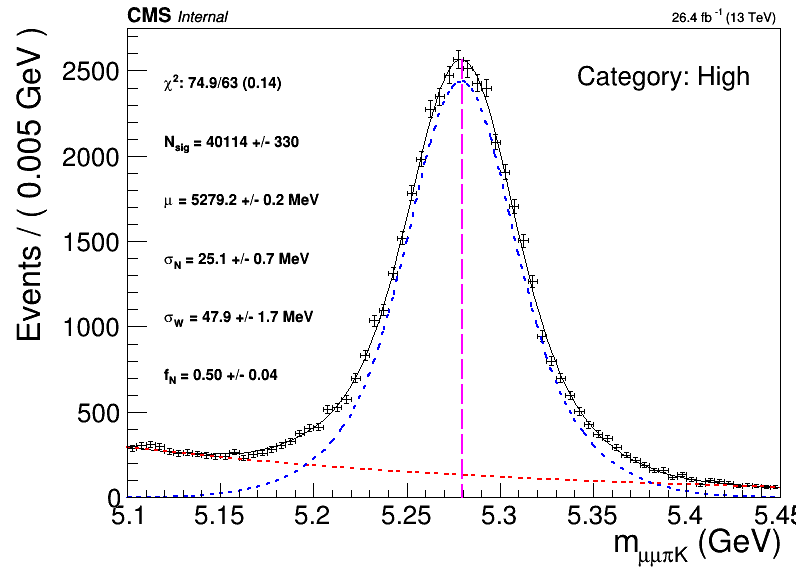 CMS Internal
26.4 fb⁻¹ (13 TeV)
Category: High
χ²: 74.9/63 (0.14)
N_sig = 40114 +/- 330
μ = 5279.2 +/- 0.2 MeV
σ_N = 25.1 +/- 0.7 MeV
σ_W = 47.9 +/- 1.7 MeV
f_N = 0.50 +/- 0.04
Events / ( 0.005 GeV )
2500
2000
1500
1000
500
0
5.1 5.15 5.2 5.25 5.3 5.35 5.4 5.45
m_μμπK (GeV)